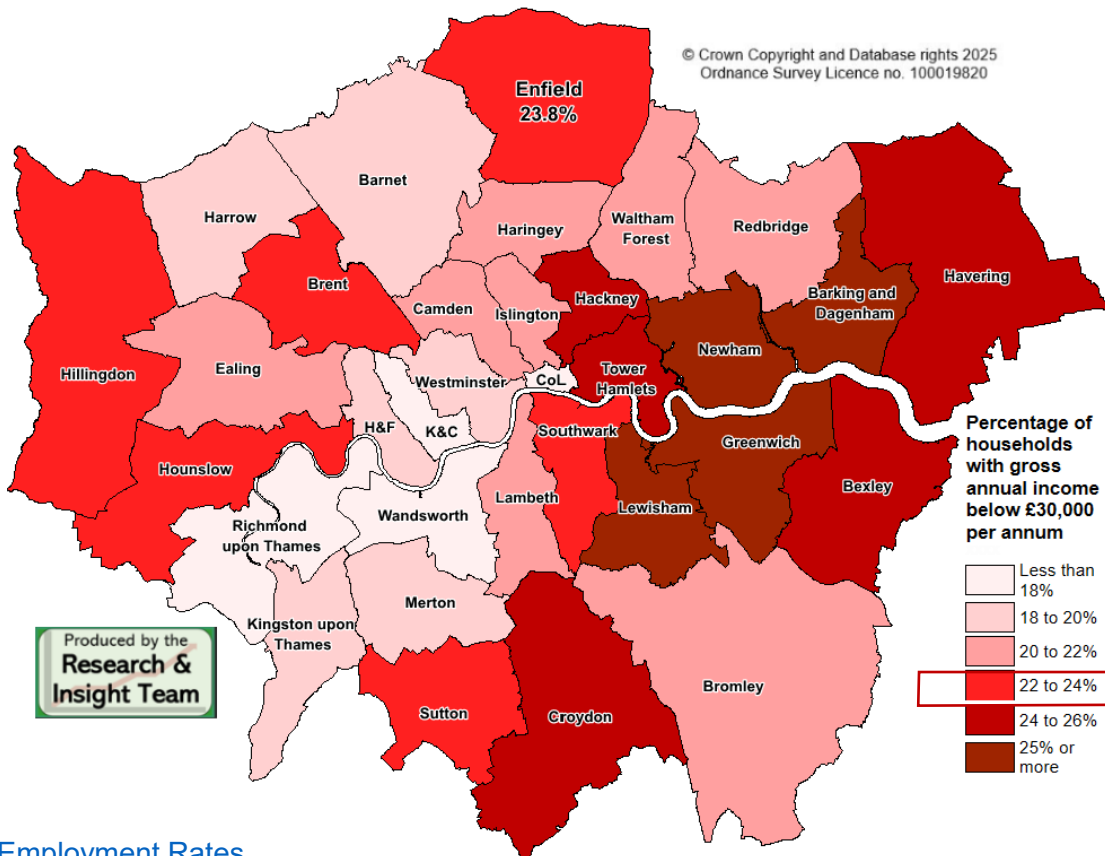 © Crown Copyright and Database rights 2025
Ordnance Survey Licence no. 100019820
Enfield
23.8%
Barnet
Harrow
Haringey
Waltham
Forest
Redbridge
Havering
Brent
Camden
Islington
Hackney
Barking and
Dagenham
Newham
Hillingdon
Ealing
Westminster
CoL
Tower
Hamlets
H&F
K&C
Southwark
Greenwich
Hounslow
Bexley
Lambeth
Lewisham
Wandsworth
Richmond
upon Thames
Merton
Kingston upon
Thames
Bromley
Sutton
Croydon
Percentage of
households
with gross
annual income
below £30,000
per annum
Less than
18%
18 to 20%
20 to 22%
22 to 24%
24 to 26%
25% or
more
Produced by the
Research &
Insight Team
Employment Rates